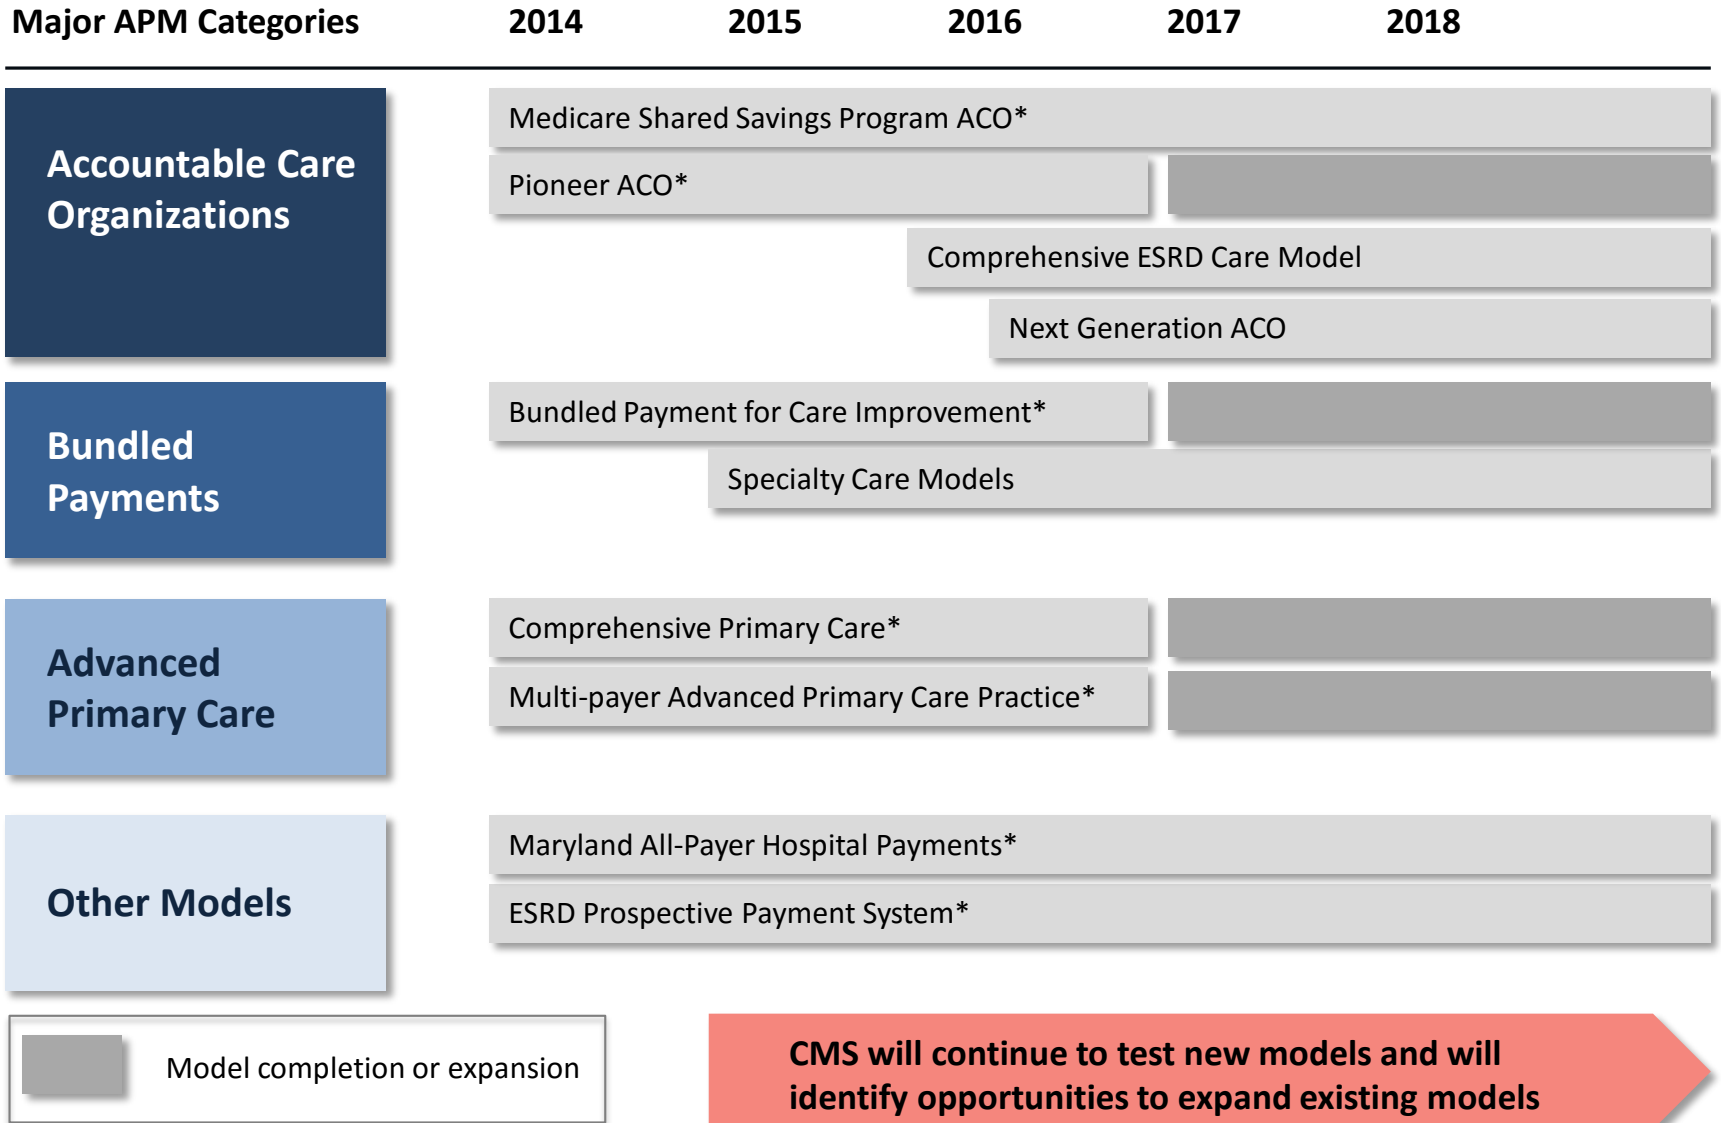 Major APM Categories 2014 2015 2016 2017 2018
Accountable Care
Organizations
Medicare Shared Savings Program ACO*
Pioneer ACO*
Comprehensive ESRD Care Model
Next Generation ACO
Bundled
Payments
Bundled Payment for Care Improvement*
Specialty Care Models
Advanced
Primary Care
Comprehensive Primary Care*
Multi-payer Advanced Primary Care Practice*
Other Models
Maryland All-Payer Hospital Payments*
ESRD Prospective Payment System*
Model completion or expansion
CMS will continue to test new models and will
identify opportunities to expand existing models